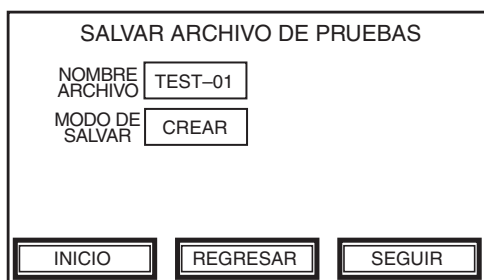 SALVAR ARCHIVO DE PRUEBAS
NOMBRE
ARCHIVO
TEST–01
MODO DE
SALVAR
CREAR
INICIO
REGRESAR
SEGUIR